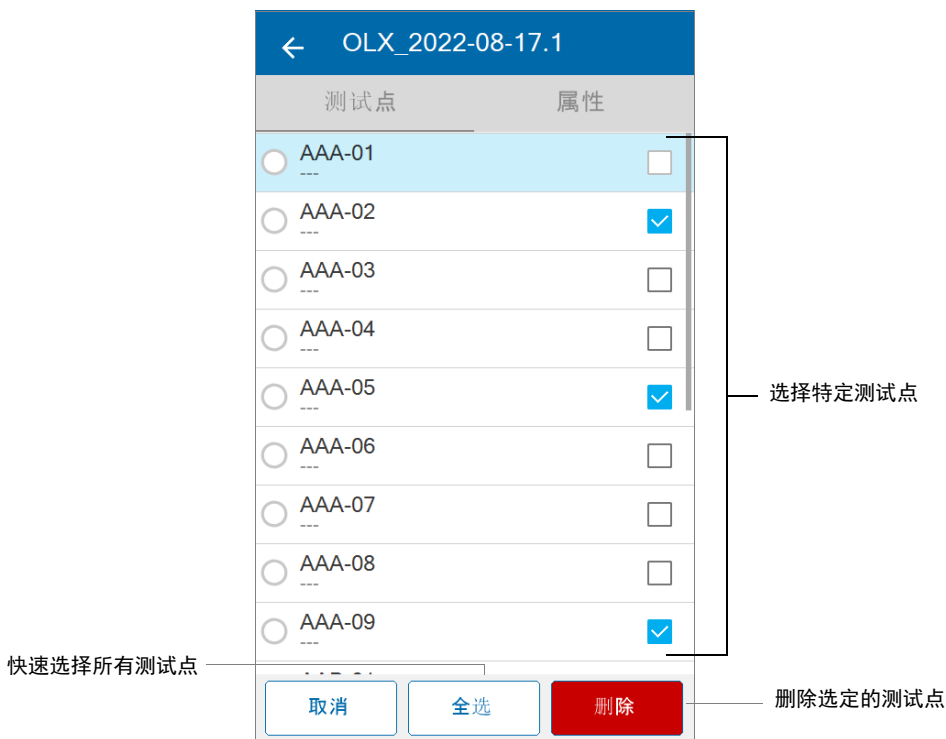 OLX_2022-08-17.1
测试点 属性
AAA-01
---
AAA-02
---
AAA-03
---
AAA-04
---
AAA-05
---
选择特定测试点
AAA-06
---
AAA-07
---
AAA-08
---
AAA-09
---
快速选择所有测试点
取消 全选 删除
删除选定的测试点